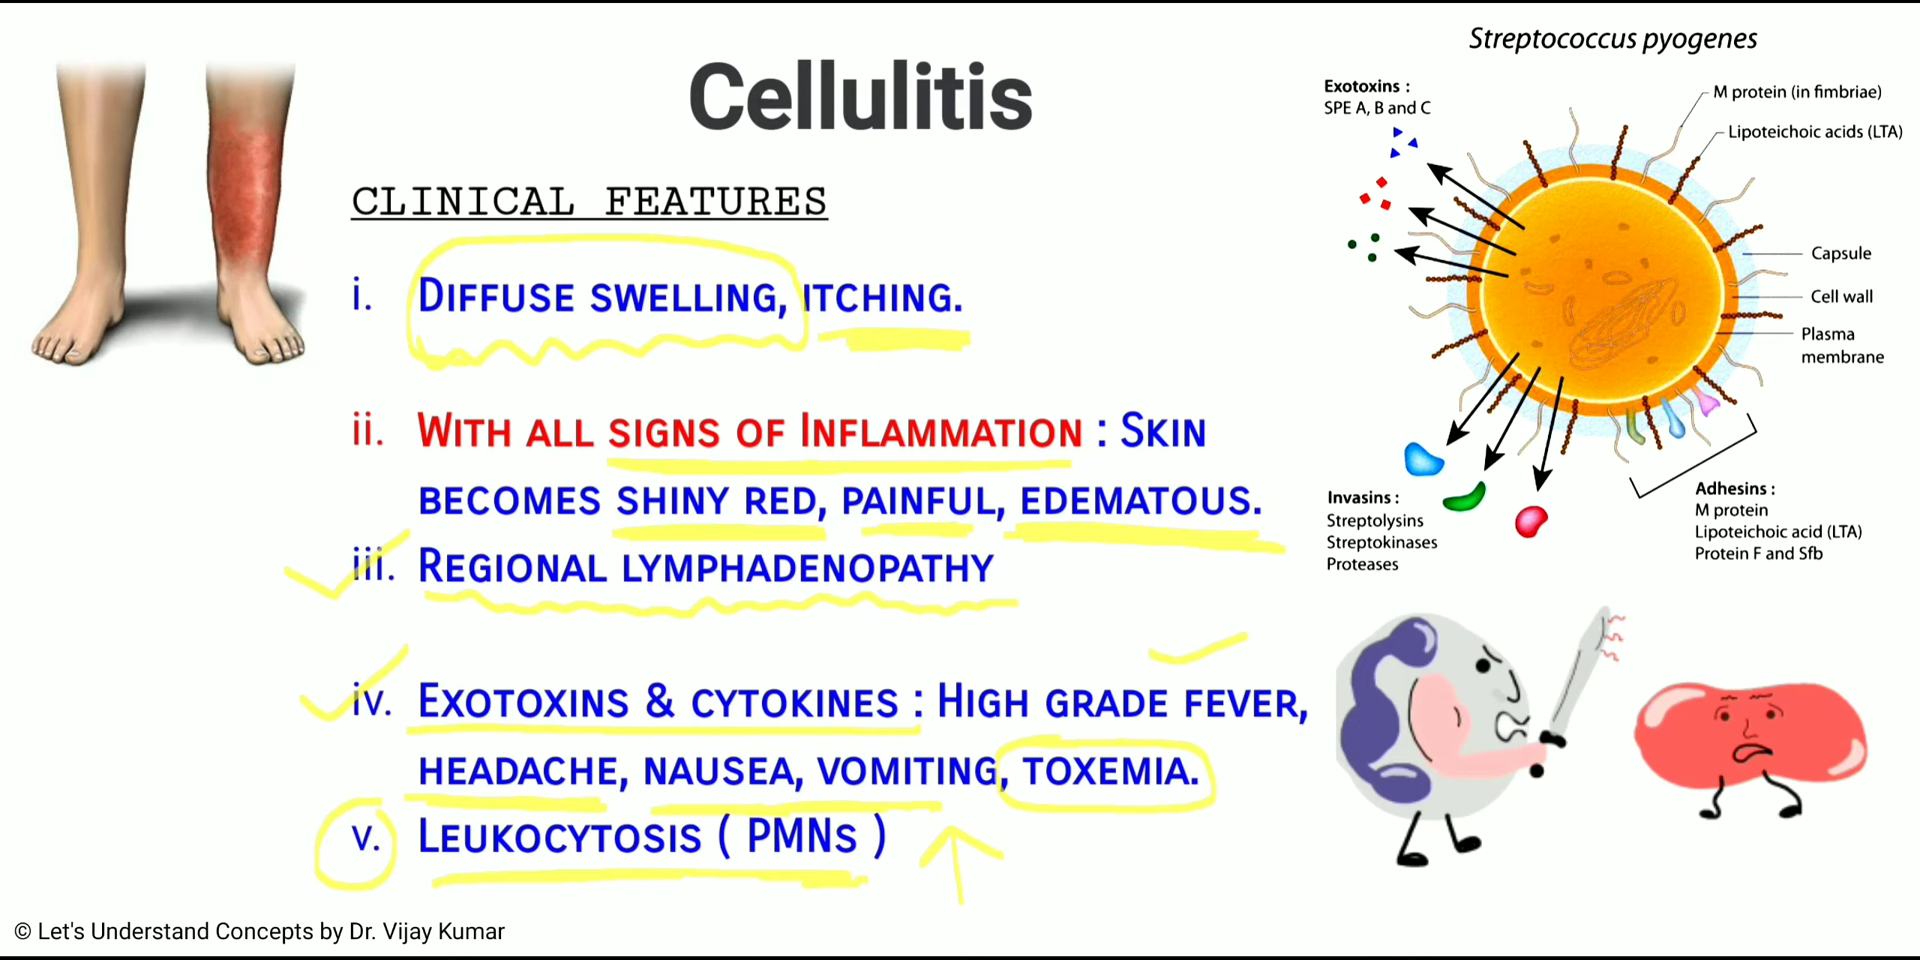 Cellulitis
CLINICAL FEATURES
i. Diffuse swelling, itching.
ii. With all signs of Inflammation : Skin
becomes shiny red, painful, edematous.
iii. Regional lymphadenopathy
iv. Exotoxins & cytokines : High grade fever,
headache, nausea, vomiting, toxemia.
v. Leukocytosis ( PMNs )
Streptococcus pyogenes
Exotoxins :
SPE A, B and C
M protein (in fimbriae)
Lipoteichoic acids (LTA)
Capsule
Cell wall
Plasma
membrane
Invasins :
Streptolysins
Streptokinases
Proteases
Adhesins :
M protein
Lipoteichoic acid (LTA)
Protein F and Sfb
© Let's Understand Concepts by Dr. Vijay Kumar